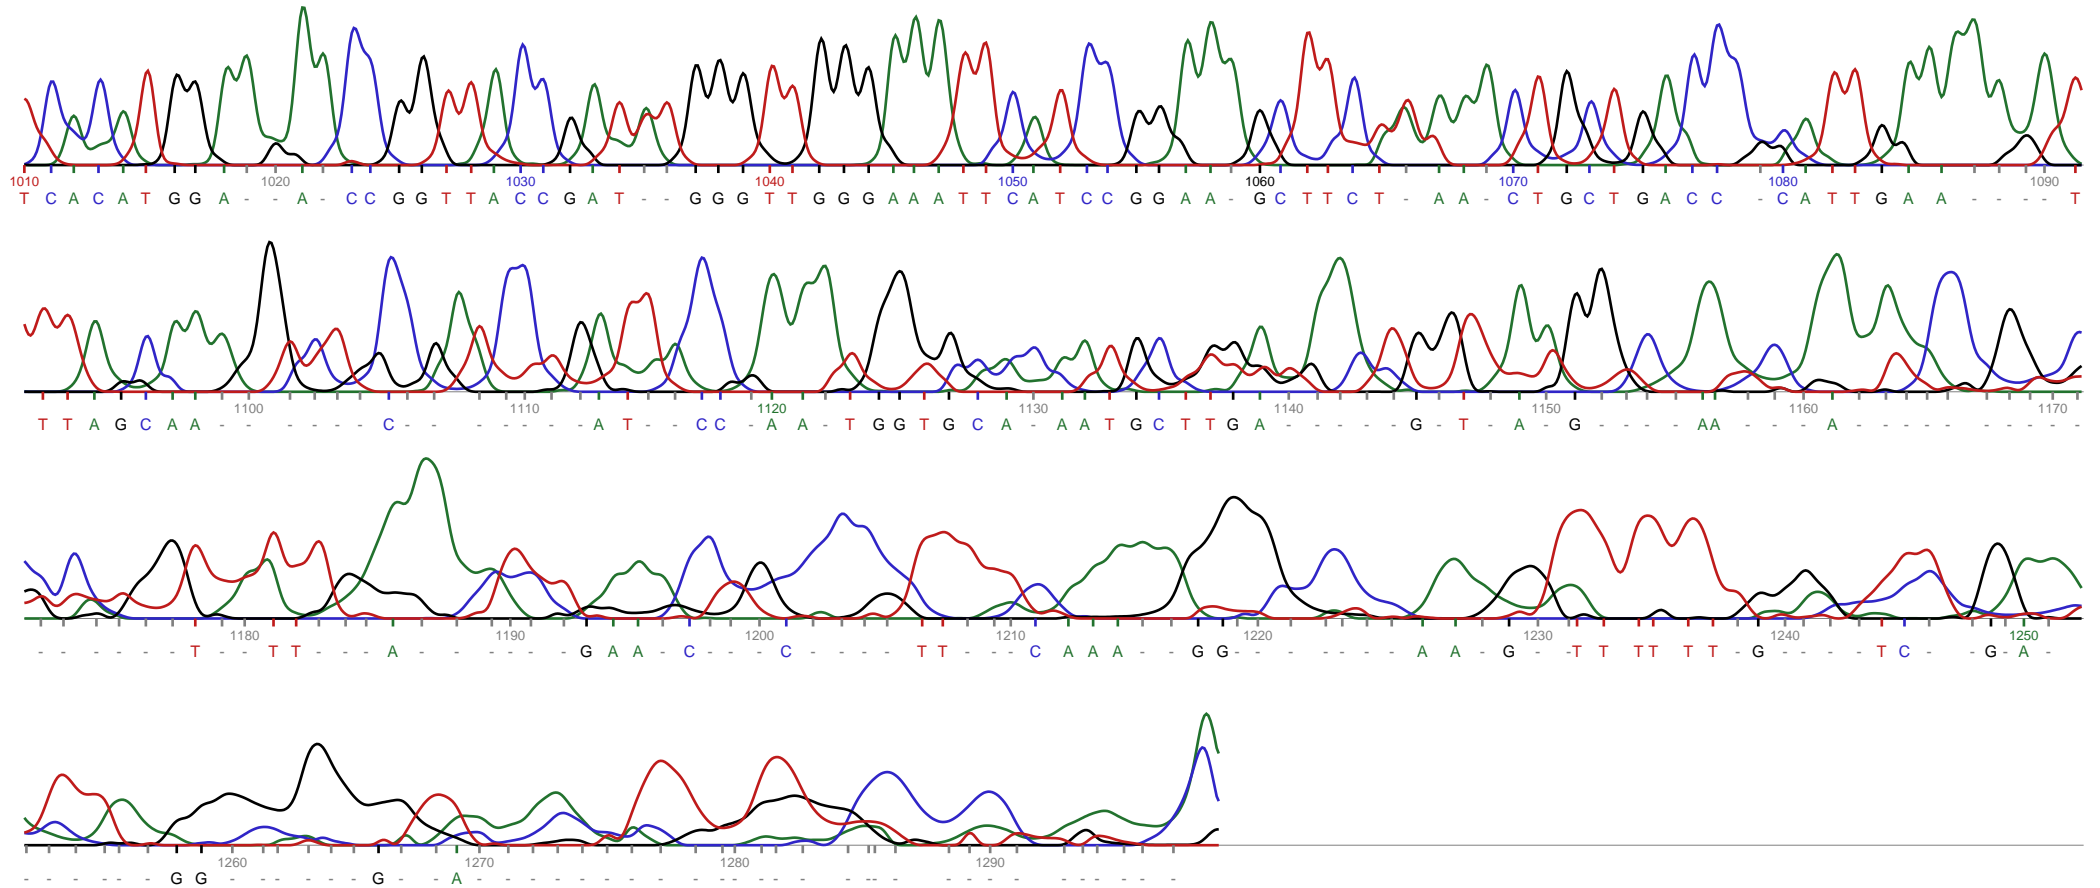 1010 1020 1030 1040 1050 1060 1070 1080 1090
T C A C A T G G A - - A - C C G G T T A C C G A T - - G G G T T G G G A A A T T C A T C C G G A A - G C T T C T - A A - C T G C T G A C C - C A T T G A A - - - - T
1100 1110 1120 1130 1140 1150 1160 1170
T T A G C A A - - - - - - - C - - - - - - - - A T - - C C - A A - T G G T G C A - A A T G C T T G A - - - - - G - T - A - G - - - - A A - - - - A - - - - - - - - - -
1180 1190 1200 1210 1220 1230 1240 1250
- - - - - - T - - T T - - - A - - - - - - - G A A - C - - - C - - - - T T - - - C A A A - - G G - - - - - - - A A - G - - T T T T T T - G - - - - T C - - G - A -
1260 1270 1280 1290
- - - - - - G G - - - - - - G - - A - - - - - - - - - - - - - - - - - - - - - - - - - - - -